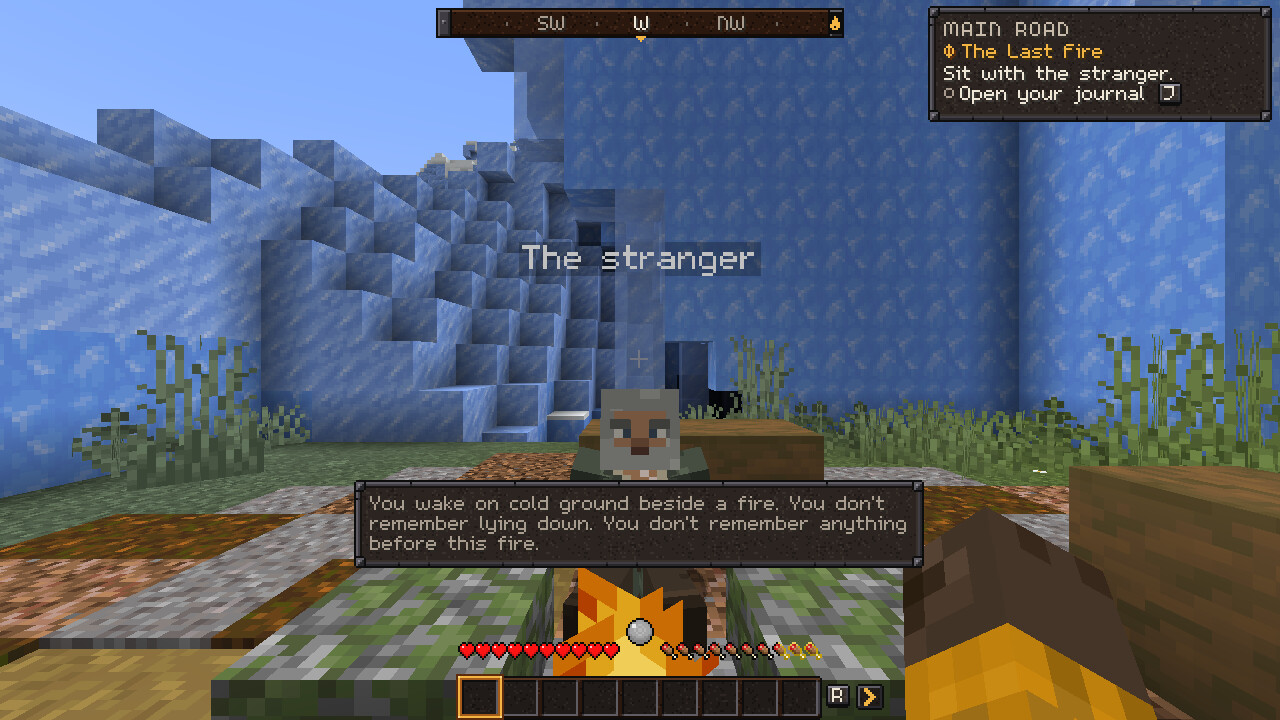 SW W NW
MAIN ROAD
The Last Fire
Sit with the stranger.
Open your journal J
The stranger
You wake on cold ground beside a fire. You don't
remember lying down. You don't remember anything
before this fire.
R